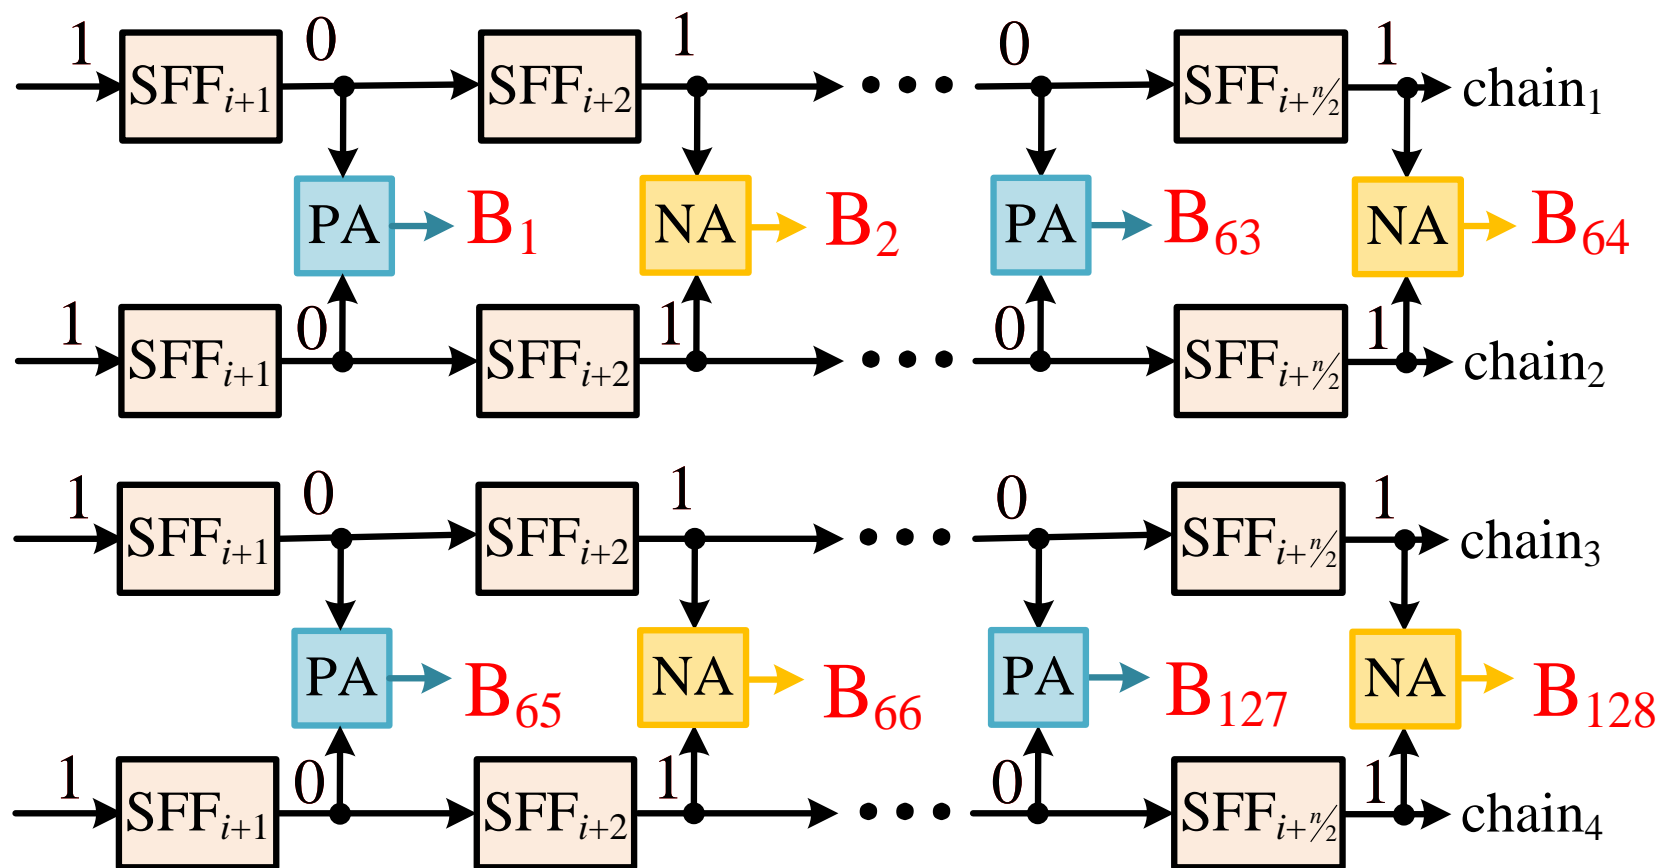 1 0 1 0 1
SFFi+1 SFFi+2 SFFi+n/2 chain1
PA B1 NA B2 PA B63 NA B64
1 0 1 0 1
SFFi+1 SFFi+2 SFFi+n/2 chain2
1 0 1 0 1
SFFi+1 SFFi+2 SFFi+n/2 chain3
PA B65 NA B66 PA B127 NA B128
1 0 1 0 1
SFFi+1 SFFi+2 SFFi+n/2 chain4